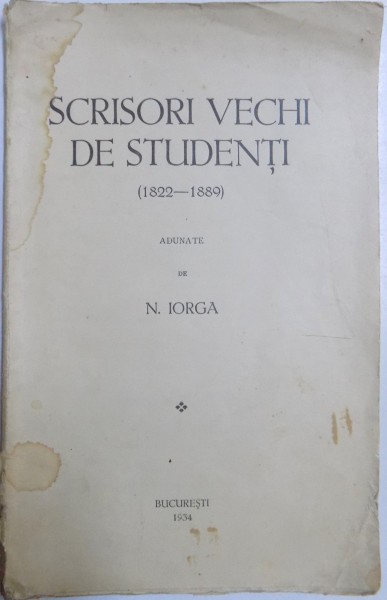 SCRISORI VECHI
DE STUDENȚI
(1822—1889)
ADUNATE
DE
N. IORGA
BUCUREȘTI
1934